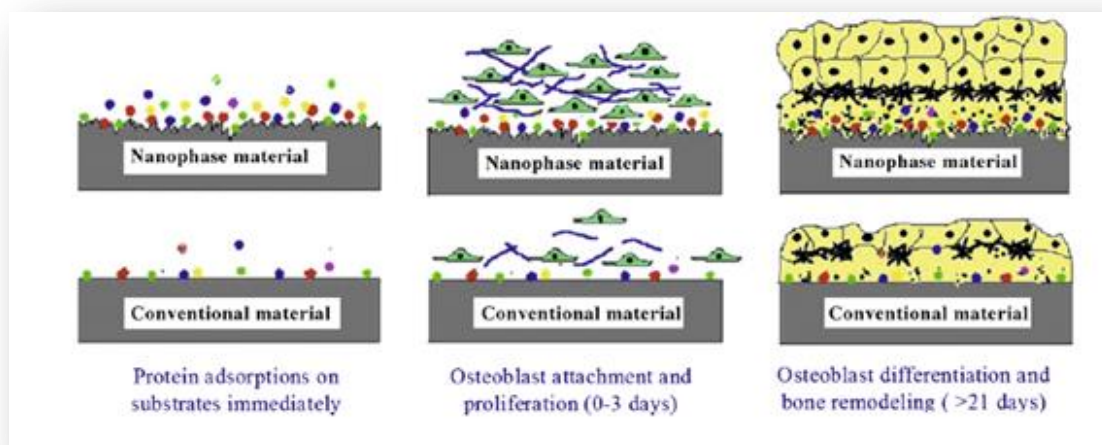 Nanophase material
Nanophase material
Nanophase material
Conventional material
Conventional material
Conventional material
Protein adsorptions on
substrates immediately
Osteoblast attachment and
proliferation (0-3 days)
Osteoblast differentiation and
bone remodeling ( >21 days)